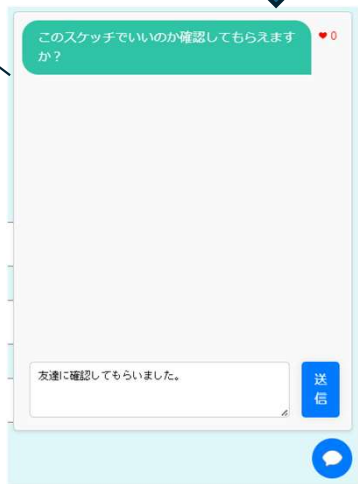 このスケッチでいいのか確認してもらえます
か？
0
友達に確認してもらいました。
送
信